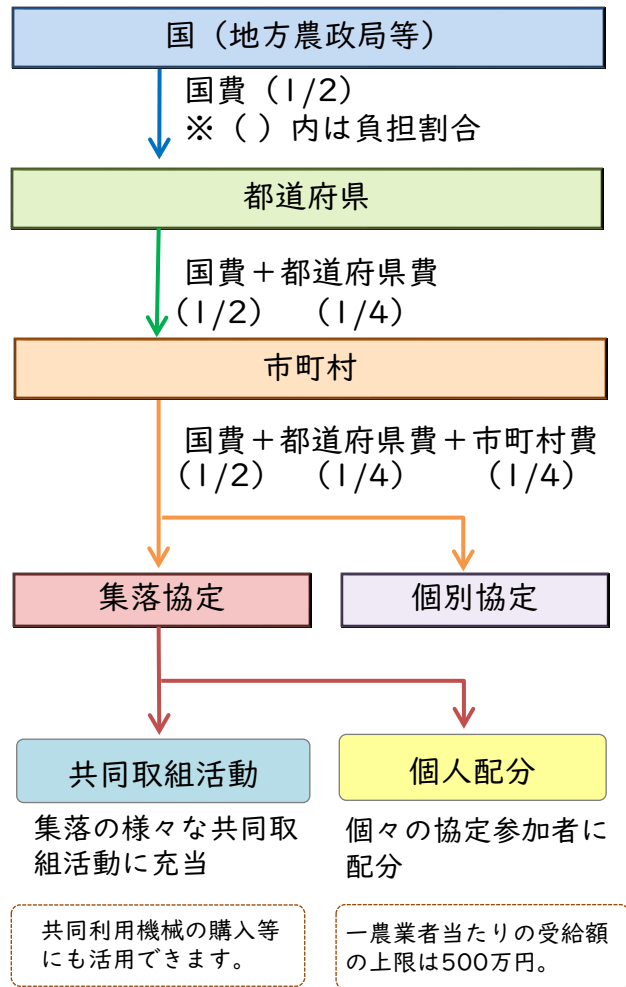 国（地方農政局等）
国費（1/2）
※（ ）内は負担割合
都道府県
国費＋都道府県費
（1/2）　（1/4）
市町村
国費＋都道府県費＋市町村費
（1/2）　（1/4）　　（1/4）
集落協定
個別協定
共同取組活動
個人配分
集落の様々な共同取
組活動に充当
個々の協定参加者に
配分
共同利用機械の購入等
にも活用できます。
一農業者当たりの受給額
の上限は500万円。